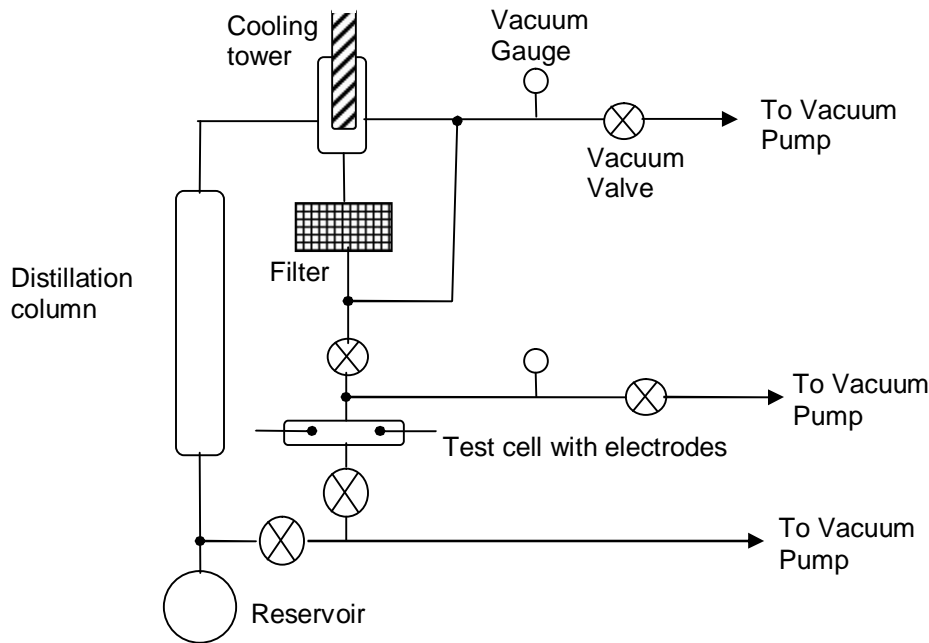 Cooling
tower
Vacuum
Gauge
To Vacuum
Pump
Vacuum
Valve
Filter
Distillation
column
To Vacuum
Pump
Test cell with electrodes
To Vacuum
Pump
Reservoir